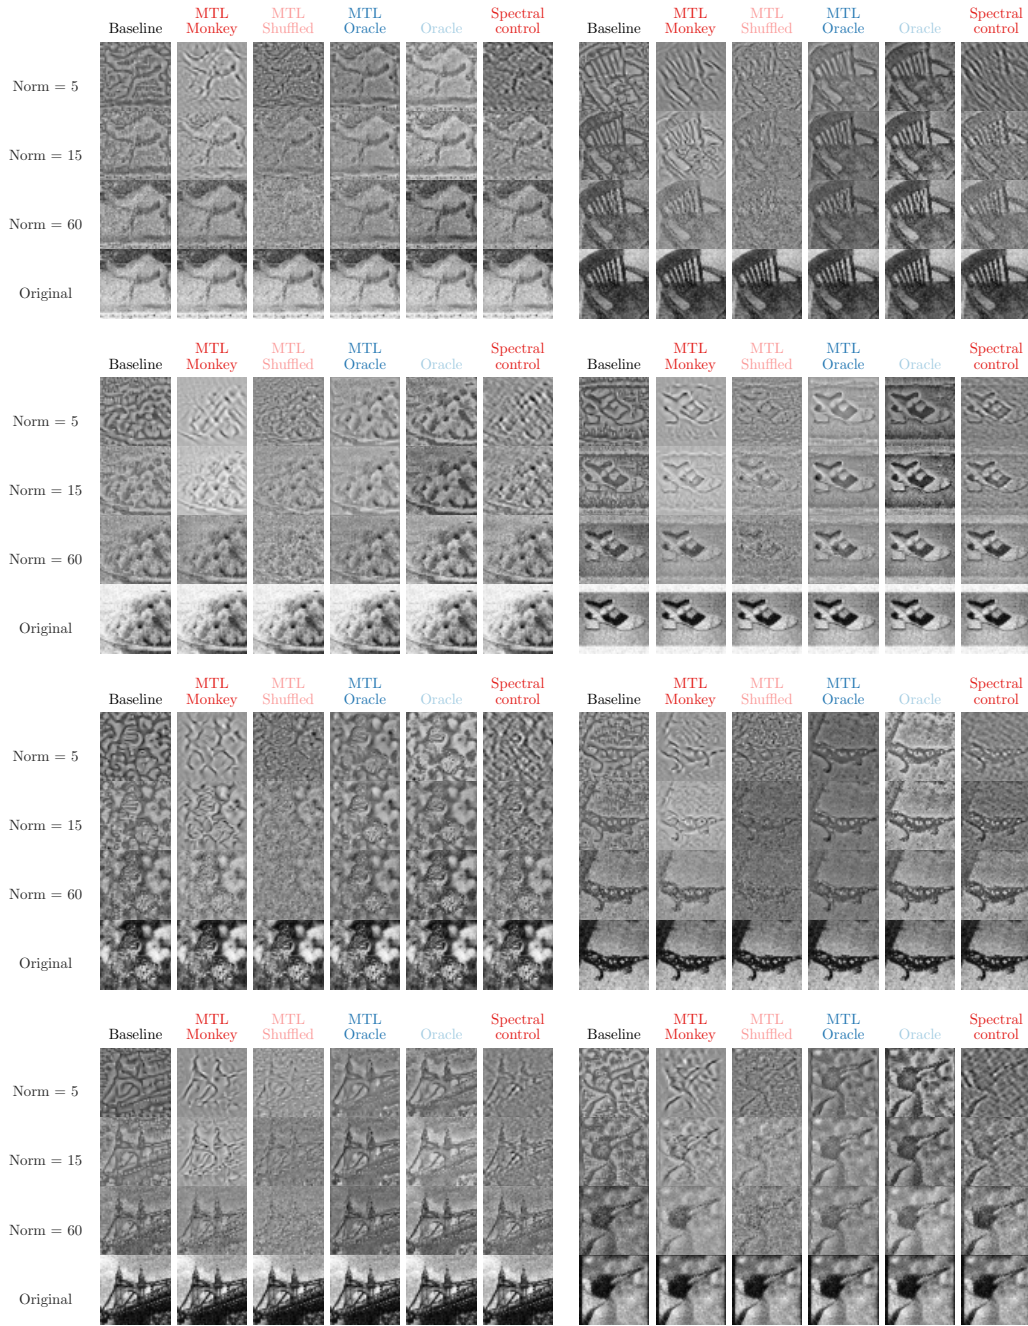 Baseline MTL Monkey MTL Shuffled MTL Oracle Oracle Spectral control Baseline MTL Monkey MTL Shuffled MTL Oracle Oracle Spectral control
Norm = 5
Norm = 15
Norm = 60
Original
Baseline MTL Monkey MTL Shuffled MTL Oracle Oracle Spectral control Baseline MTL Monkey MTL Shuffled MTL Oracle Oracle Spectral control
Norm = 5
Norm = 15
Norm = 60
Original
Baseline MTL Monkey MTL Shuffled MTL Oracle Oracle Spectral control Baseline MTL Monkey MTL Shuffled MTL Oracle Oracle Spectral control
Norm = 5
Norm = 15
Norm = 60
Original
Baseline MTL Monkey MTL Shuffled MTL Oracle Oracle Spectral control Baseline MTL Monkey MTL Shuffled MTL Oracle Oracle Spectral control
Norm = 5
Norm = 15
Norm = 60
Original